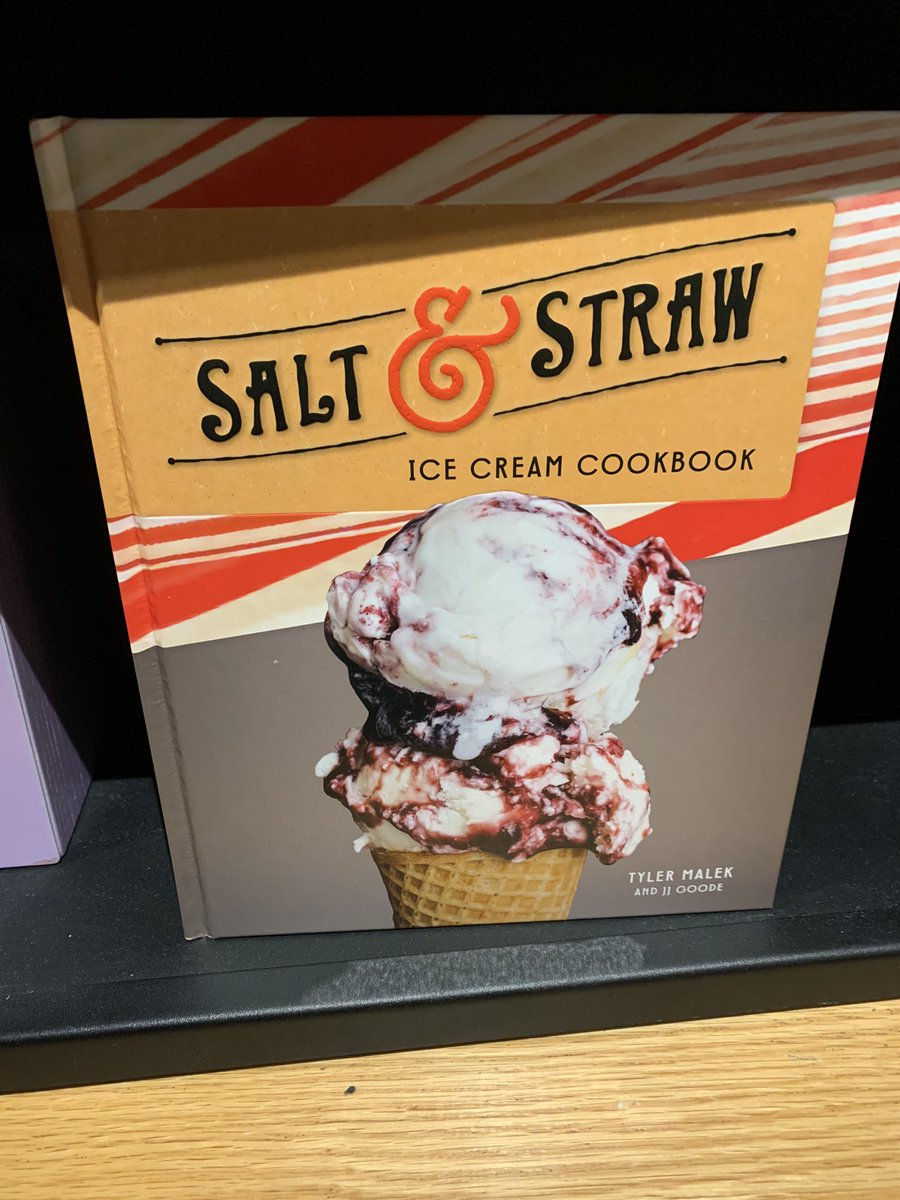 SALT & STRAW
ICE CREAM COOKBOOK
TYLER MALEK
AND JJ GOODE